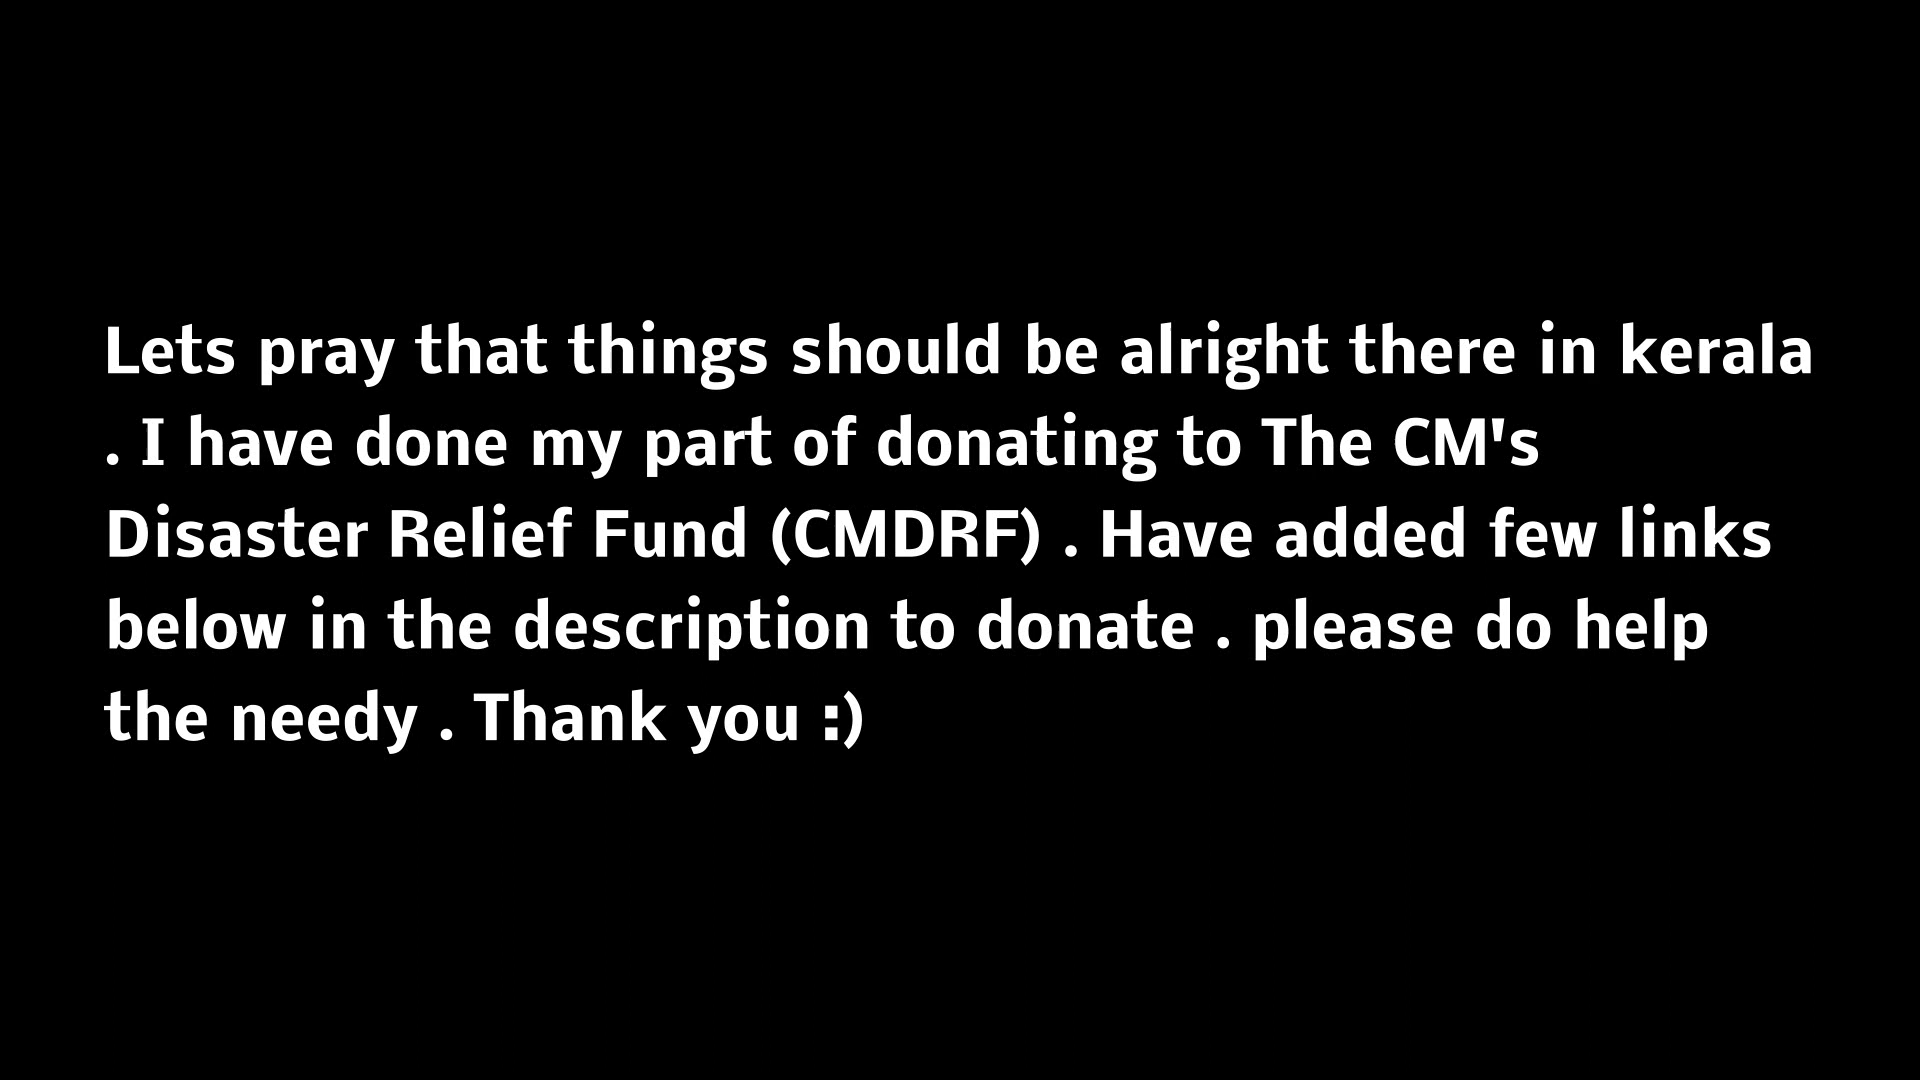 Lets pray that things should be alright there in kerala
. I have done my part of donating to The CM's
Disaster Relief Fund (CMDRF) . Have added few links
below in the description to donate . please do help
the needy . Thank you :)